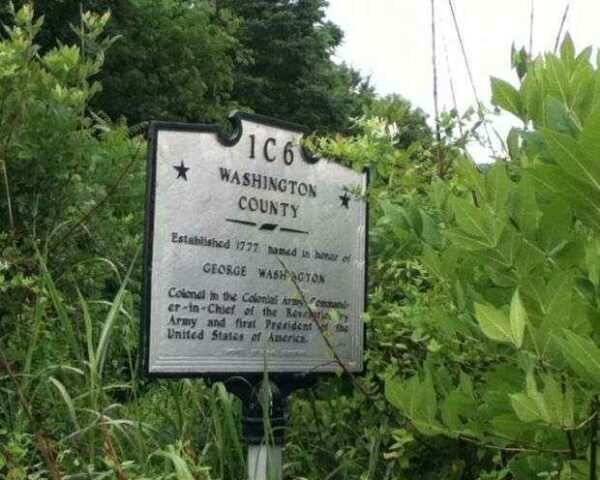 1C6
WASHINGTON
COUNTY
Established 1777; named in honor of
GEORGE WASHINGTON
Colonel in the Colonial Army, Command-
er-in-Chief of the Revolutionary
Army and first President of the
United States of America.